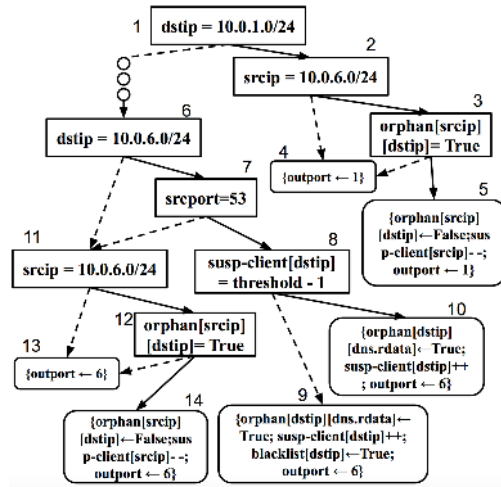 1
dstip = 10.0.1.0/24
2
srcip = 10.0.6.0/24
3
orphan[srcip]
[dstip]= True
4
{outport ← 1}
5
{orphan[srcip]
[dstip]←False;sus
p-client[srcip]--;
outport ← 1}
6
dstip = 10.0.6.0/24
7
srcport=53
8
susp-client[dstip]
= threshold - 1
11
srcip = 10.0.6.0/24
12
orphan[srcip]
[dstip]= True
10
{orphan[dstip]
[dns.rdata]←True;
susp-client[dstip]++
; outport ← 6}
13
{outport ← 6}
14
{orphan[srcip]
[dstip]←False;sus
p-client[srcip]--;
outport ← 6}
9
{orphan[dstip][dns.rdata]←
True; susp-client[dstip]++;
blacklist[dstip]←True;
outport ← 6}